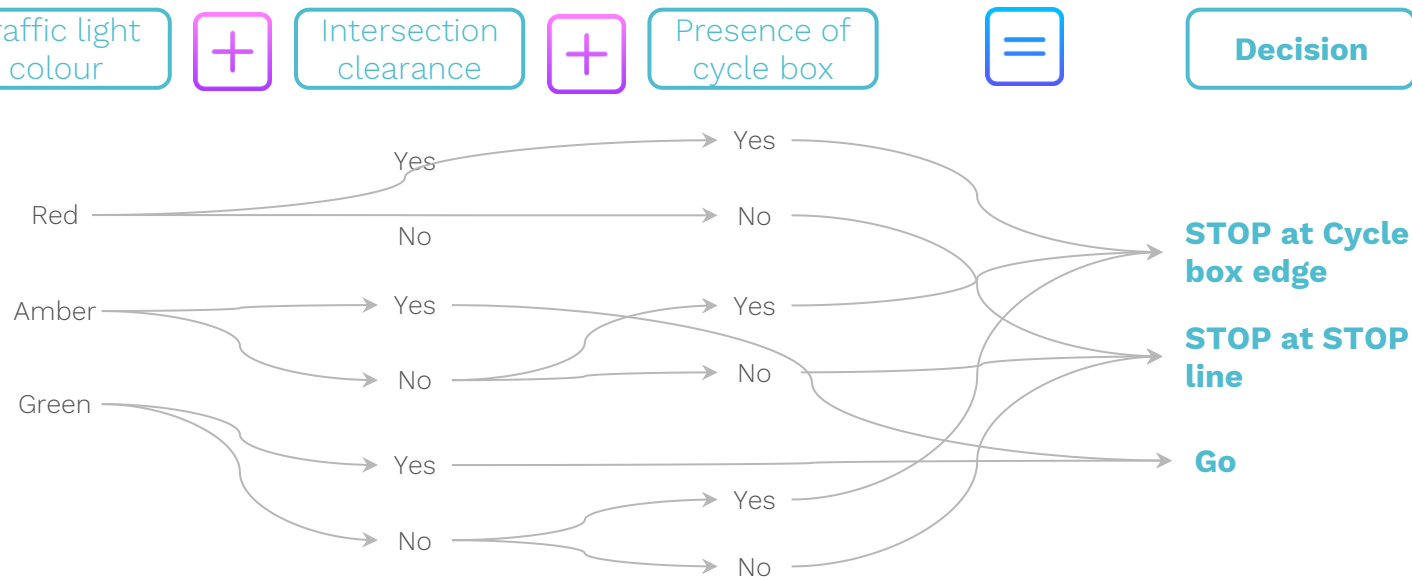 raffic light
colour
Intersection
clearance
Presence of
cycle box
Decision
Yes
Yes
Red
No
No
STOP at Cycle
box edge
Amber
Yes
Yes
STOP at STOP
line
No
No
Green
Yes
Go
Yes
No
No